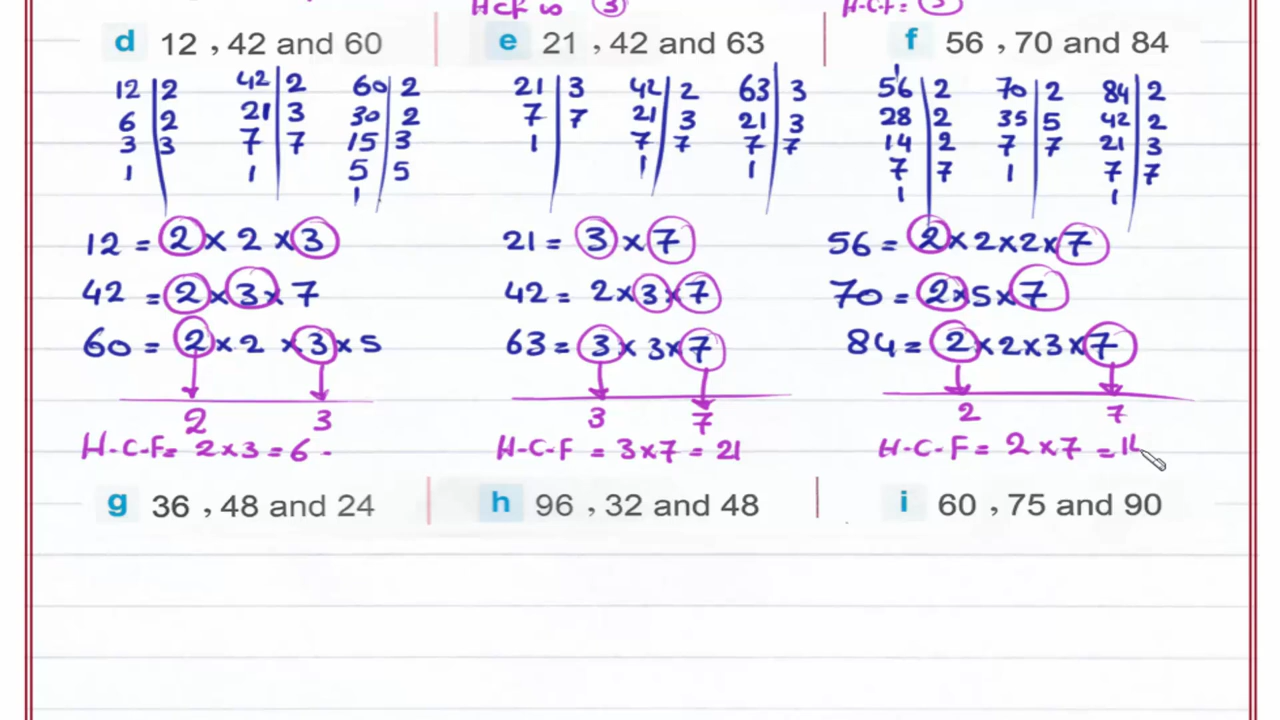 HCF is 3 H.C.F = 3
d 12 , 42 and 60 e 21 , 42 and 63 f 56 , 70 and 84
12 2 42 2 60 2 21 3 42 2 63 3 56 2 70 2 84 2
6 2 21 3 30 2 7 7 21 3 21 3 28 2 35 5 42 2
3 3 7 7 15 3 1 7 7 7 7 14 2 7 7 21 3
1 1 5 5 1 1 7 7 1 7 7
1 1 1
12 = 2 × 2 × 3 21 = 3 × 7 56 = 2 × 2 × 2 × 7
42 = 2 × 3 × 7 42 = 2 × 3 × 7 70 = 2 × 5 × 7
60 = 2 × 2 × 3 × 5 63 = 3 × 3 × 7 84 = 2 × 2 × 3 × 7
2 3 3 7 2 7
H-C-F = 2 × 3 = 6 . H-C-F = 3 × 7 = 21 H-C-F = 2 × 7 = 14
g 36 , 48 and 24 h 96 , 32 and 48 i 60 , 75 and 90